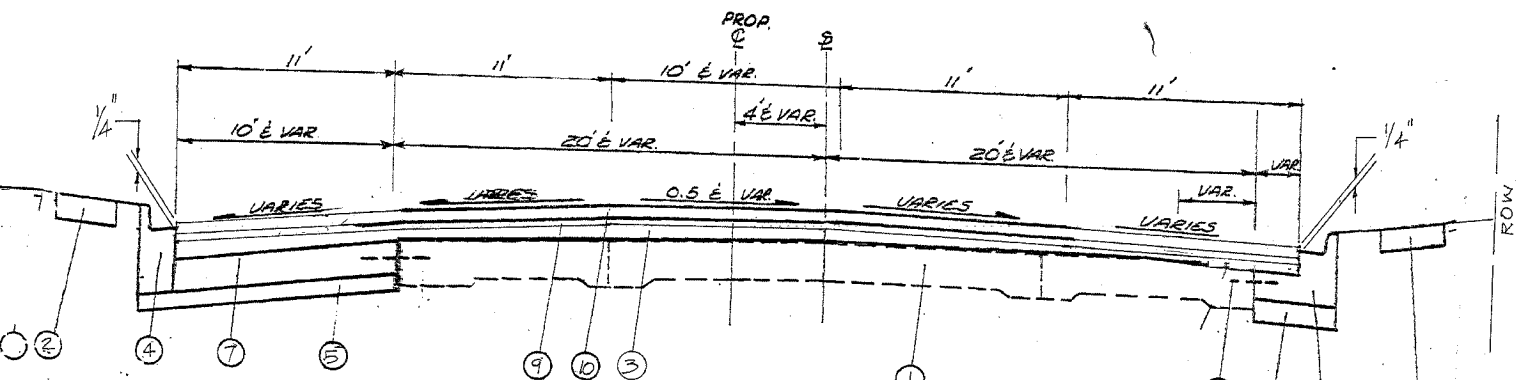 PROP.
℄ ⅊
11' 11' 10' & VAR. 11' 11'
1/4" 4' & VAR. 1/4"
10' & VAR 20' & VAR. 20' & VAR. VAR
VARIES VARIES 0.5 & VAR. VARIES VAR. VARIES
7
ROW
2 4 7 5 9 10 3 1